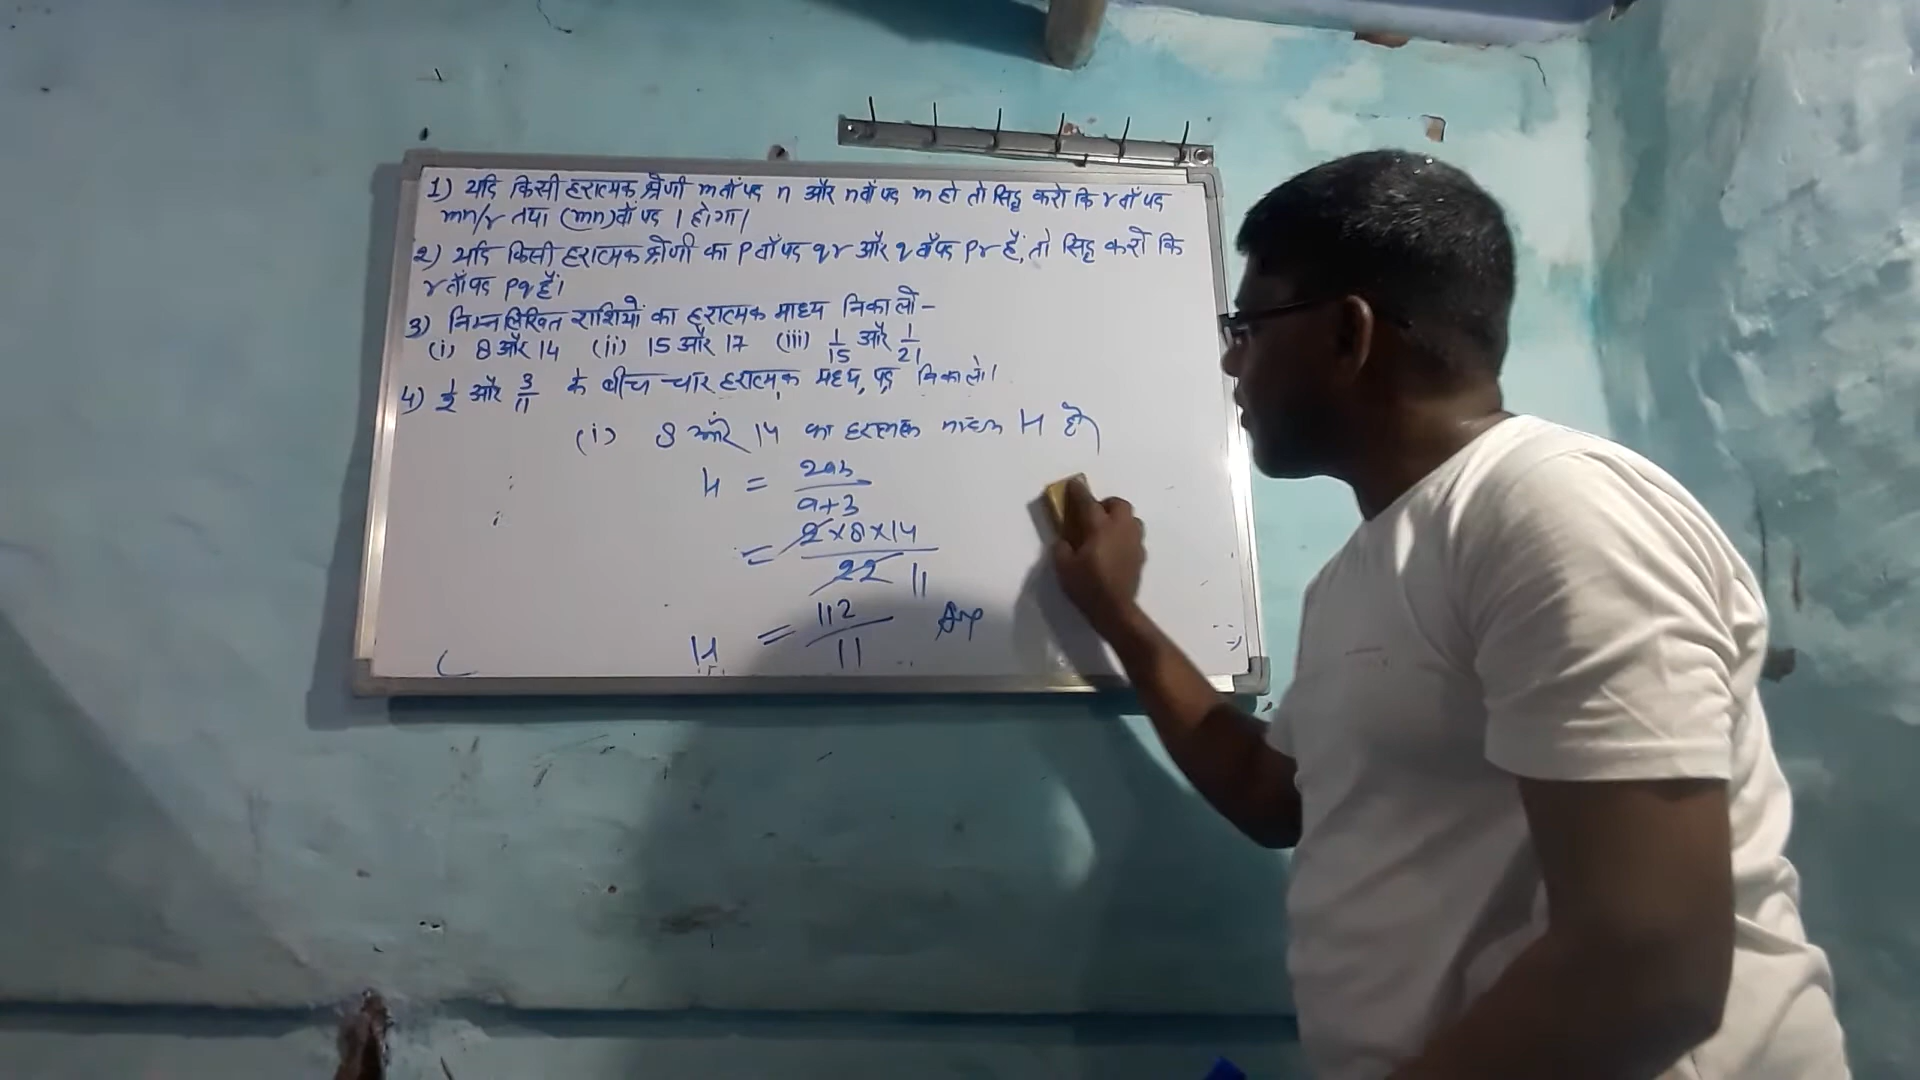 1) यदि किसी हरात्मक श्रेणी m वाँ पद n और n वाँ पद m हो तो सिद्ध करो कि r वाँ पद
mn/r तथा (mn) वाँ पद 1 होगा।
2) यदि किसी हरात्मक श्रेणी का p वाँ पद qr और q वाँ पद pr है, तो सिद्ध करो कि
r वाँ पद pq है।
3) निम्नलिखित राशियों का हरात्मक माध्य निकालो -
(i) 8 और 14 (ii) 15 और 17 (iii) 1/15 और 1/21
4) 1/2 और 3/11 के बीच चार हरात्मक मध्य पद निकालो।
(i) 8 और 14 का हरात्मक माध्य H है
H = 2ab/a+b
= 2×8×14/22 11
H = 112/11 Ans